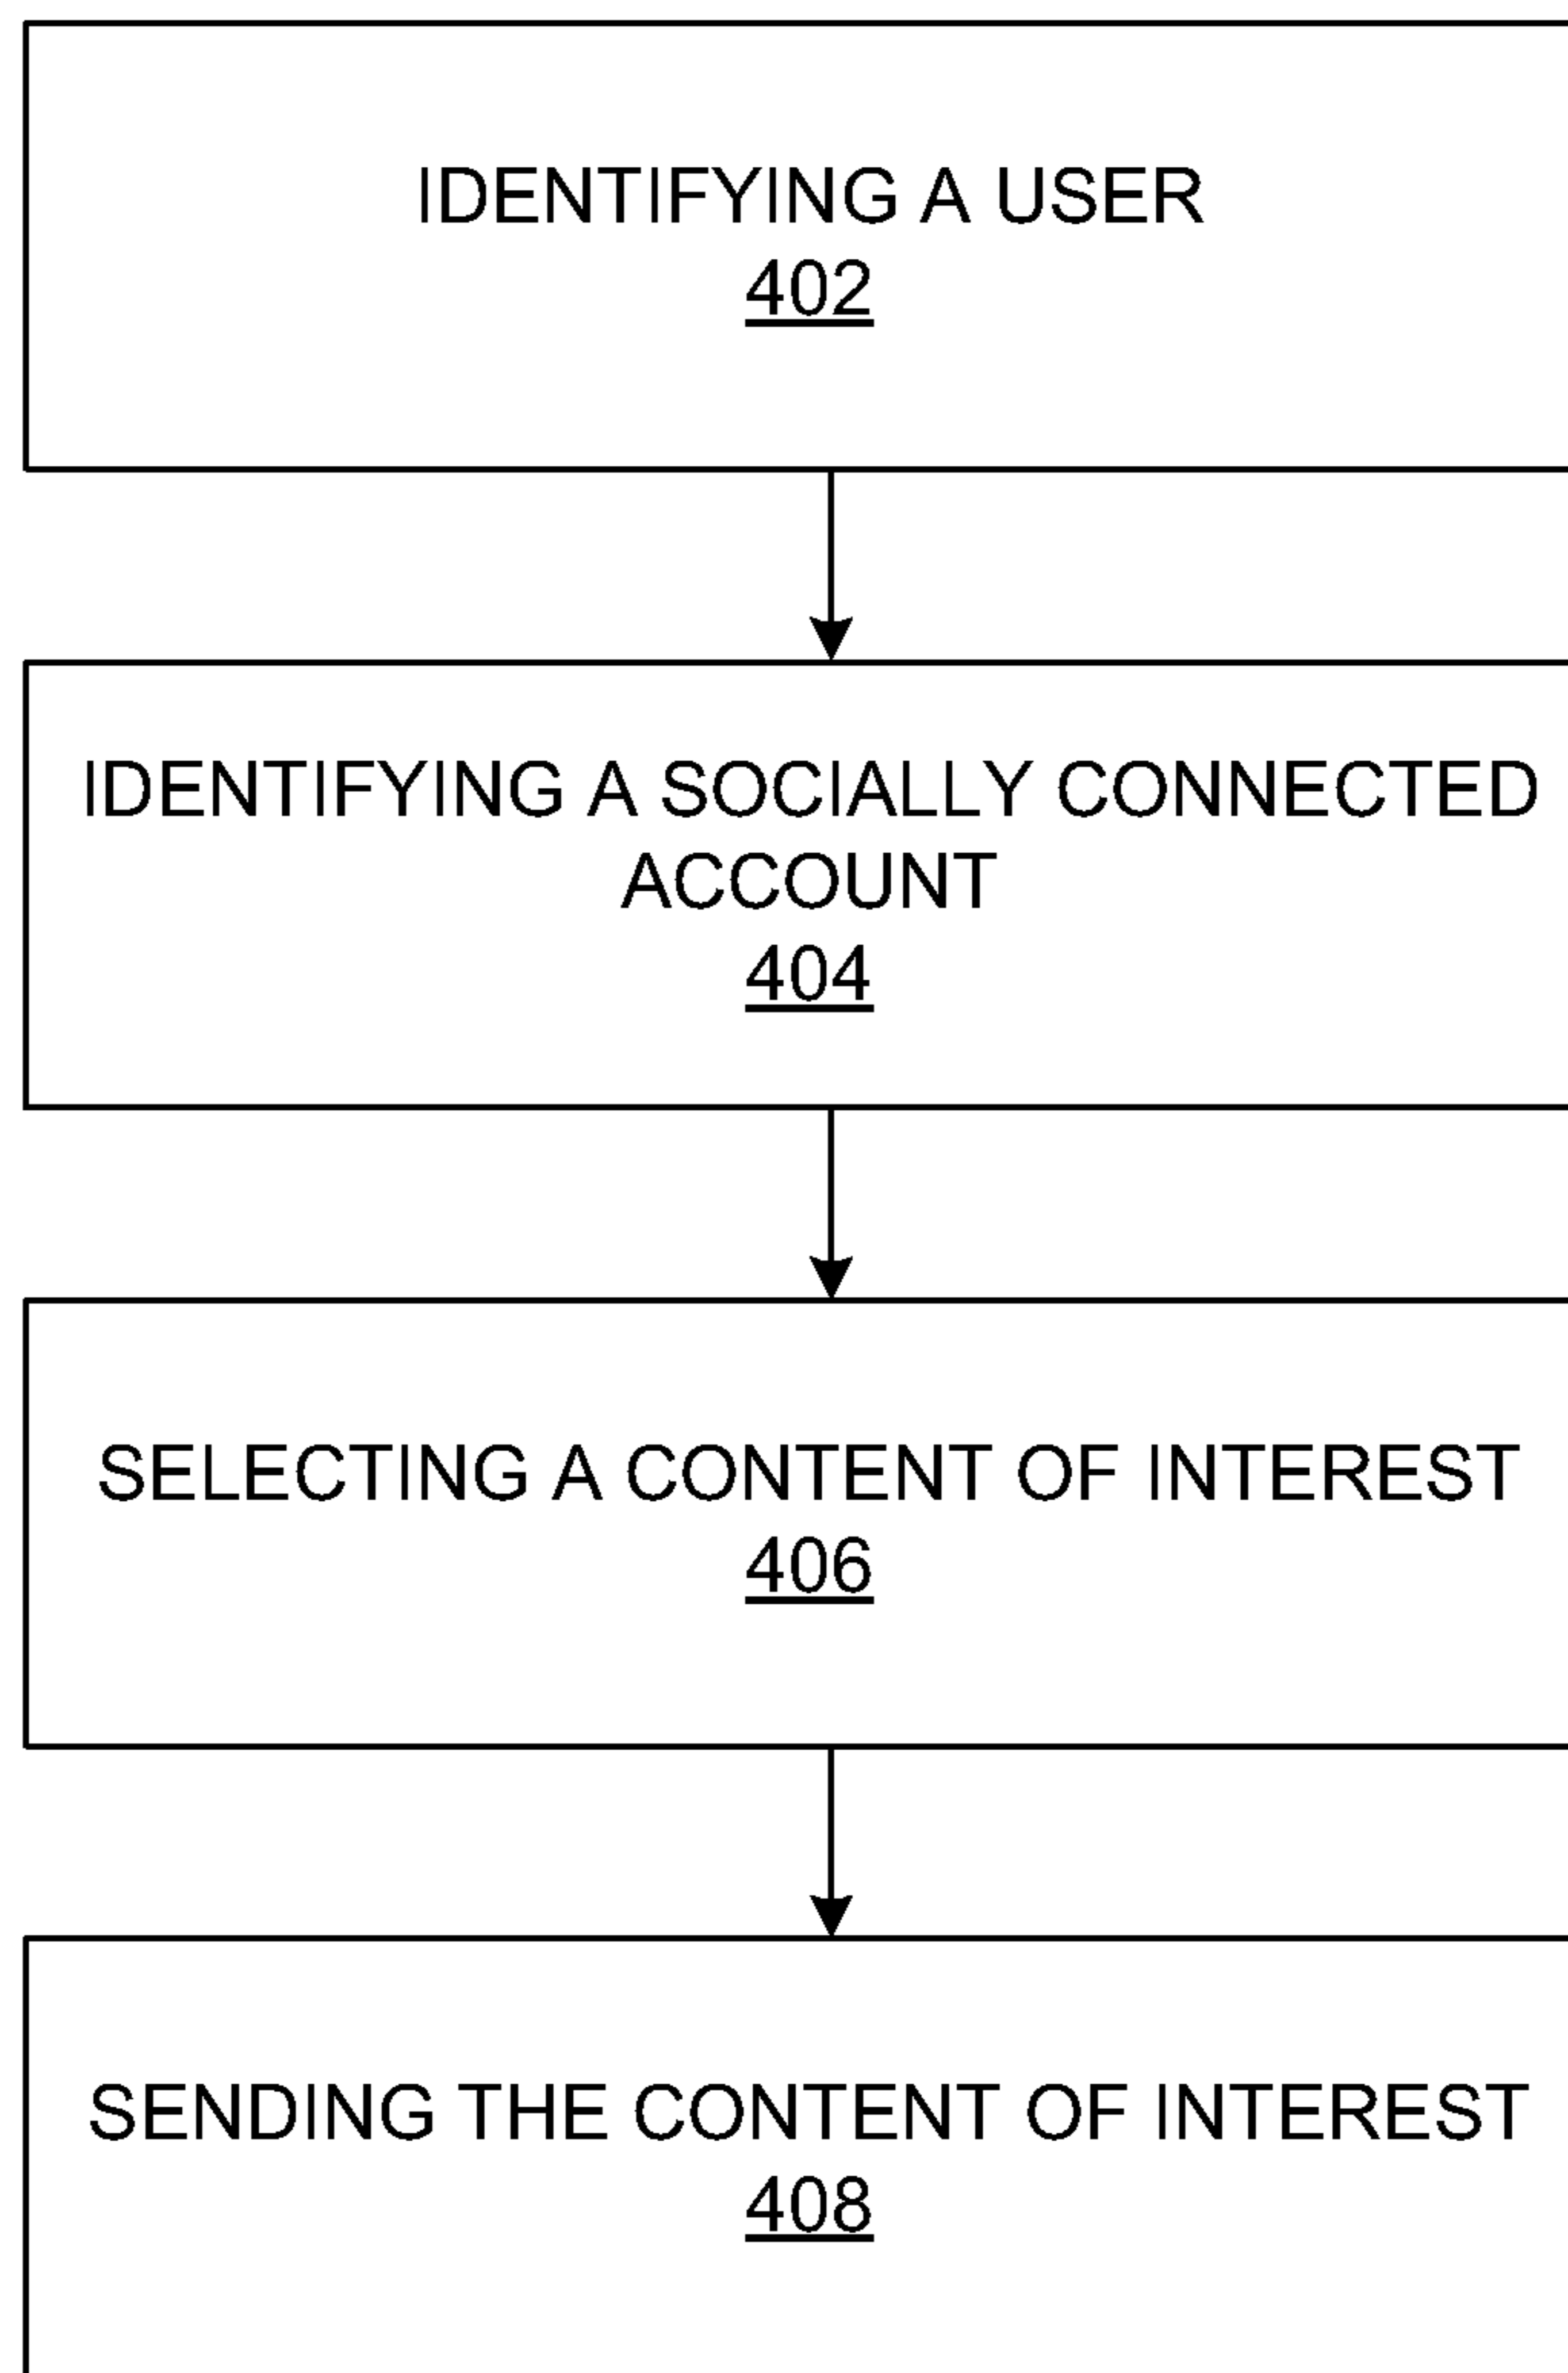 IDENTIFYING A USER
402
IDENTIFYING A SOCIALLY CONNECTED
ACCOUNT
404
SELECTING A CONTENT OF INTEREST
406
SENDING THE CONTENT OF INTEREST
408